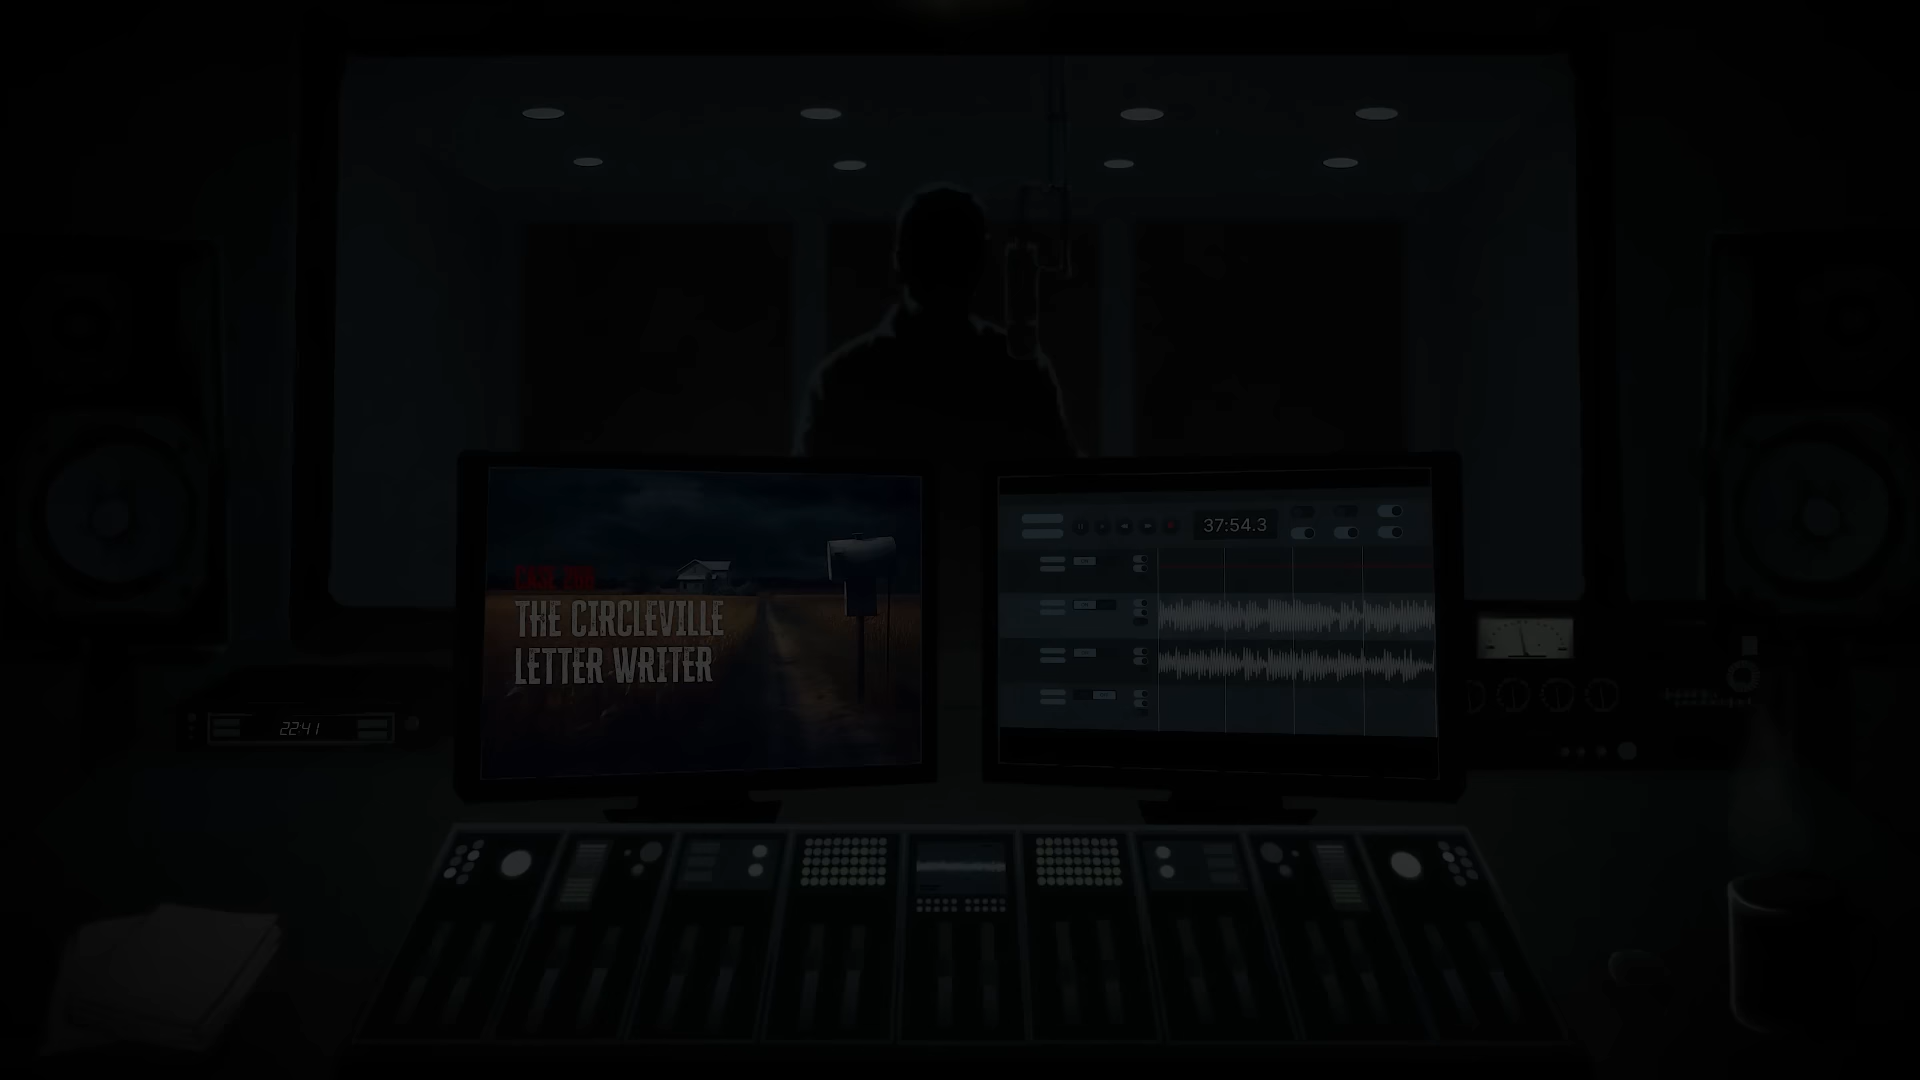 THE CIRCLEVILLE
LETTER WRITER
37:54.3
22:41